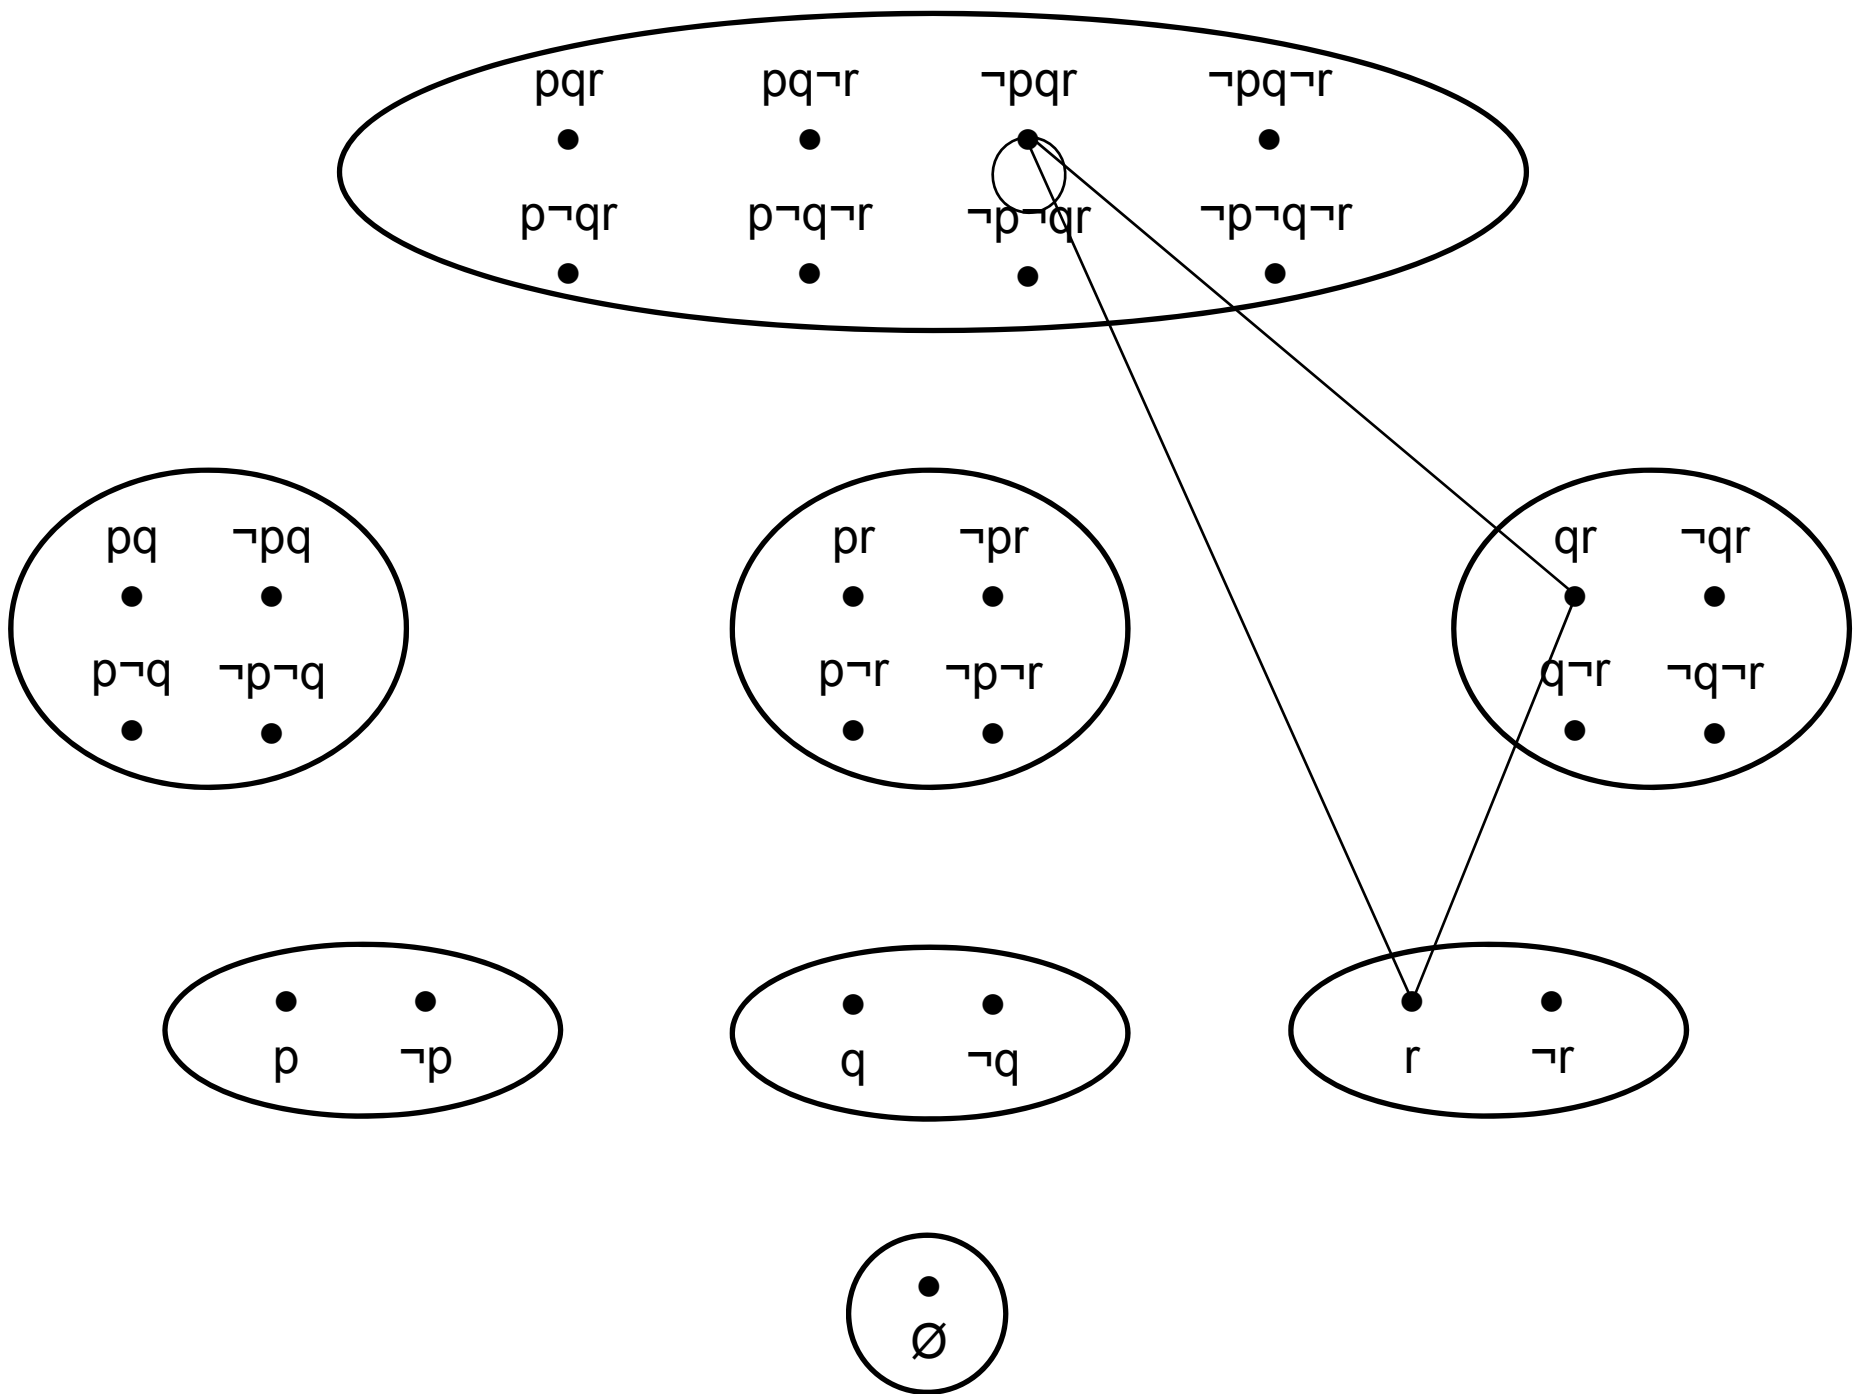 pqr pq¬r ¬pqr ¬pq¬r
p¬qr p¬q¬r ¬p¬qr ¬p¬q¬r
pq ¬pq pr ¬pr qr ¬qr
p¬q ¬p¬q p¬r ¬p¬r q¬r ¬q¬r
p ¬p q ¬q r ¬r
Ø